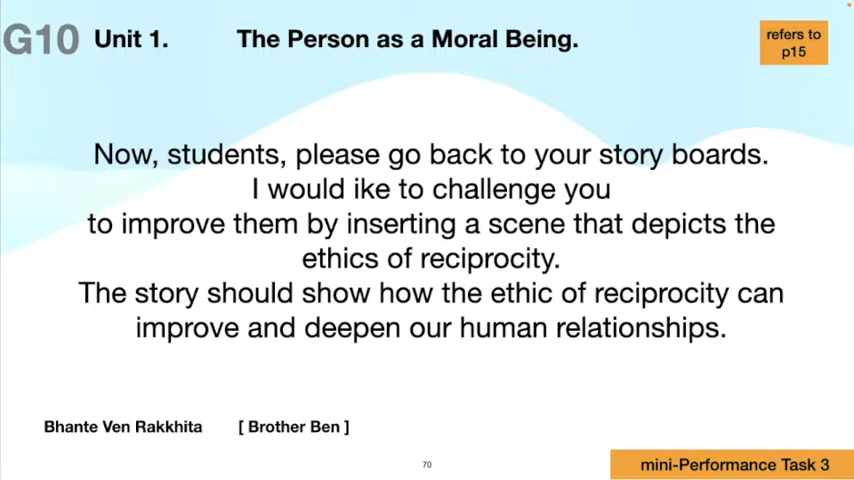 G10 Unit 1. The Person as a Moral Being.
refers to
p15
Now, students, please go back to your story boards.
I would ike to challenge you
to improve them by inserting a scene that depicts the
ethics of reciprocity.
The story should show how the ethic of reciprocity can
improve and deepen our human relationships.
Bhante Ven Rakkhita [ Brother Ben ]
70
mini-Performance Task 3